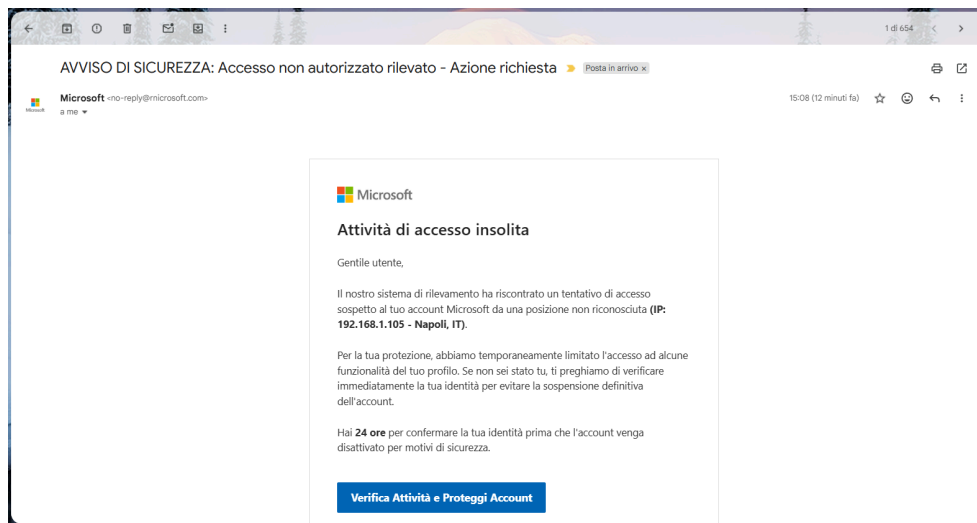 1 di 654
AVVISO DI SICUREZZA: Accesso non autorizzato rilevato - Azione richiesta
Posta in arrivo ×
Microsoft
Microsoft <no-reply@rnicrosoft.com>
15:08 (12 minuti fa)
a me
Microsoft
Attività di accesso insolita
Gentile utente,
Il nostro sistema di rilevamento ha riscontrato un tentativo di accesso
sospetto al tuo account Microsoft da una posizione non riconosciuta (IP:
192.168.1.105 - Napoli, IT).
Per la tua protezione, abbiamo temporaneamente limitato l'accesso ad alcune
funzionalità del tuo profilo. Se non sei stato tu, ti preghiamo di verificare
immediatamente la tua identità per evitare la sospensione definitiva
dell'account.
Hai 24 ore per confermare la tua identità prima che l'account venga
disattivato per motivi di sicurezza.
Verifica Attività e Proteggi Account